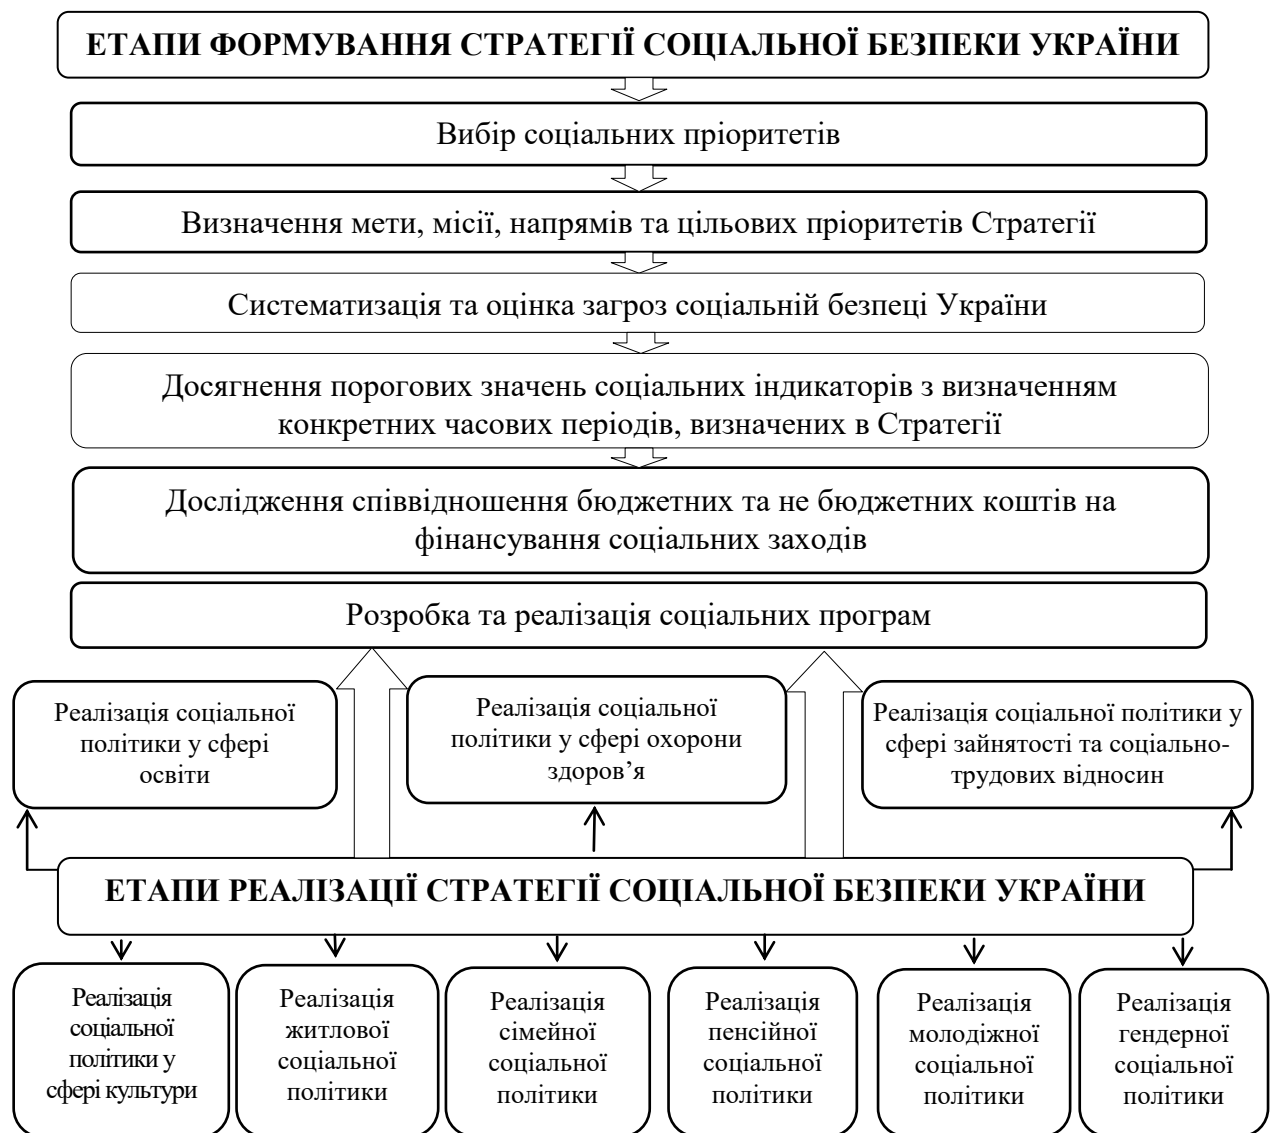 ЕТАПИ ФОРМУВАННЯ СТРАТЕГІЇ СОЦІАЛЬНОЇ БЕЗПЕКИ УКРАЇНИ
Вибір соціальних пріоритетів
Визначення мети, місії, напрямів та цільових пріоритетів Стратегії
Систематизація та оцінка загроз соціальній безпеці України
Досягнення порогових значень соціальних індикаторів з визначенням
конкретних часових періодів, визначених в Стратегії
Дослідження співвідношення бюджетних та не бюджетних коштів на
фінансування соціальних заходів
Розробка та реалізація соціальних програм
Реалізація соціальної
політики у сфері
освіти
Реалізація соціальної
політики у сфері охорони
здоров’я
Реалізація соціальної політики у
сфері зайнятості та соціально-
трудових відносин
ЕТАПИ РЕАЛІЗАЦІЇ СТРАТЕГІЇ СОЦІАЛЬНОЇ БЕЗПЕКИ УКРАЇНИ
Реалізація
соціальної
політики у
сфері культури
Реалізація
житлової
соціальної
політики
Реалізація
сімейної
соціальної
політики
Реалізація
пенсійної
соціальної
політики
Реалізація
молодіжної
соціальної
політики
Реалізація
гендерної
соціальної
політики